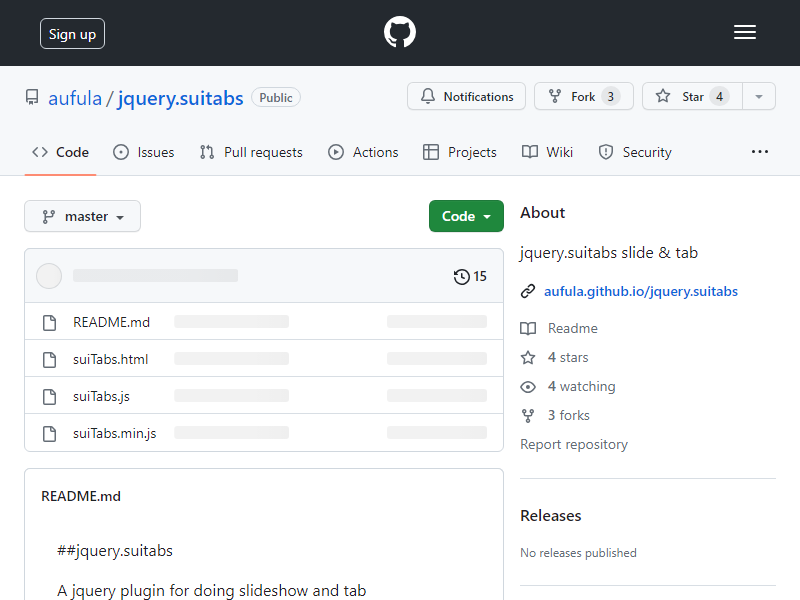 Sign up
aufula / jquery.suitabs Public
Notifications Fork 3 Star 4
Code Issues Pull requests Actions Projects Wiki Security
master Code
15
README.md
suiTabs.html
suiTabs.js
suiTabs.min.js
README.md
##jquery.suitabs
A jquery plugin for doing slideshow and tab
About
jquery.suitabs slide & tab
aufula.github.io/jquery.suitabs
Readme
4 stars
4 watching
3 forks
Report repository
Releases
No releases published